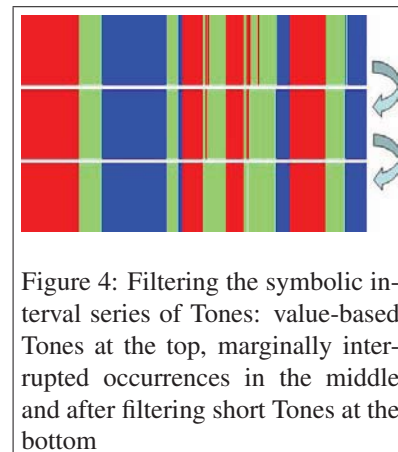 Figure 4: Filtering the symbolic in-
terval series of Tones: value-based
Tones at the top, marginally inter-
rupted occurrences in the middle
and after filtering short Tones at the
bottom